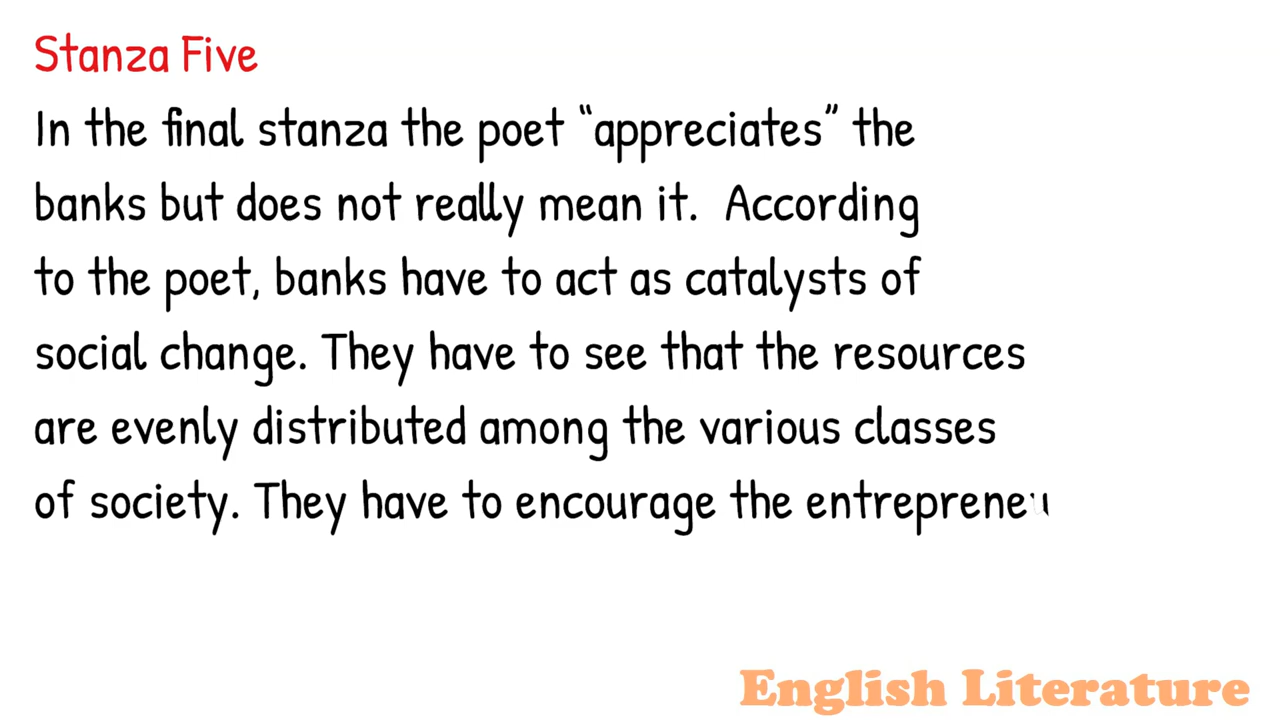 Stanza Five
In the final stanza the poet “appreciates” the
banks but does not really mean it. According
to the poet, banks have to act as catalysts of
social change. They have to see that the resources
are evenly distributed among the various classes
of society. They have to encourage the entrepreneu
English Literature